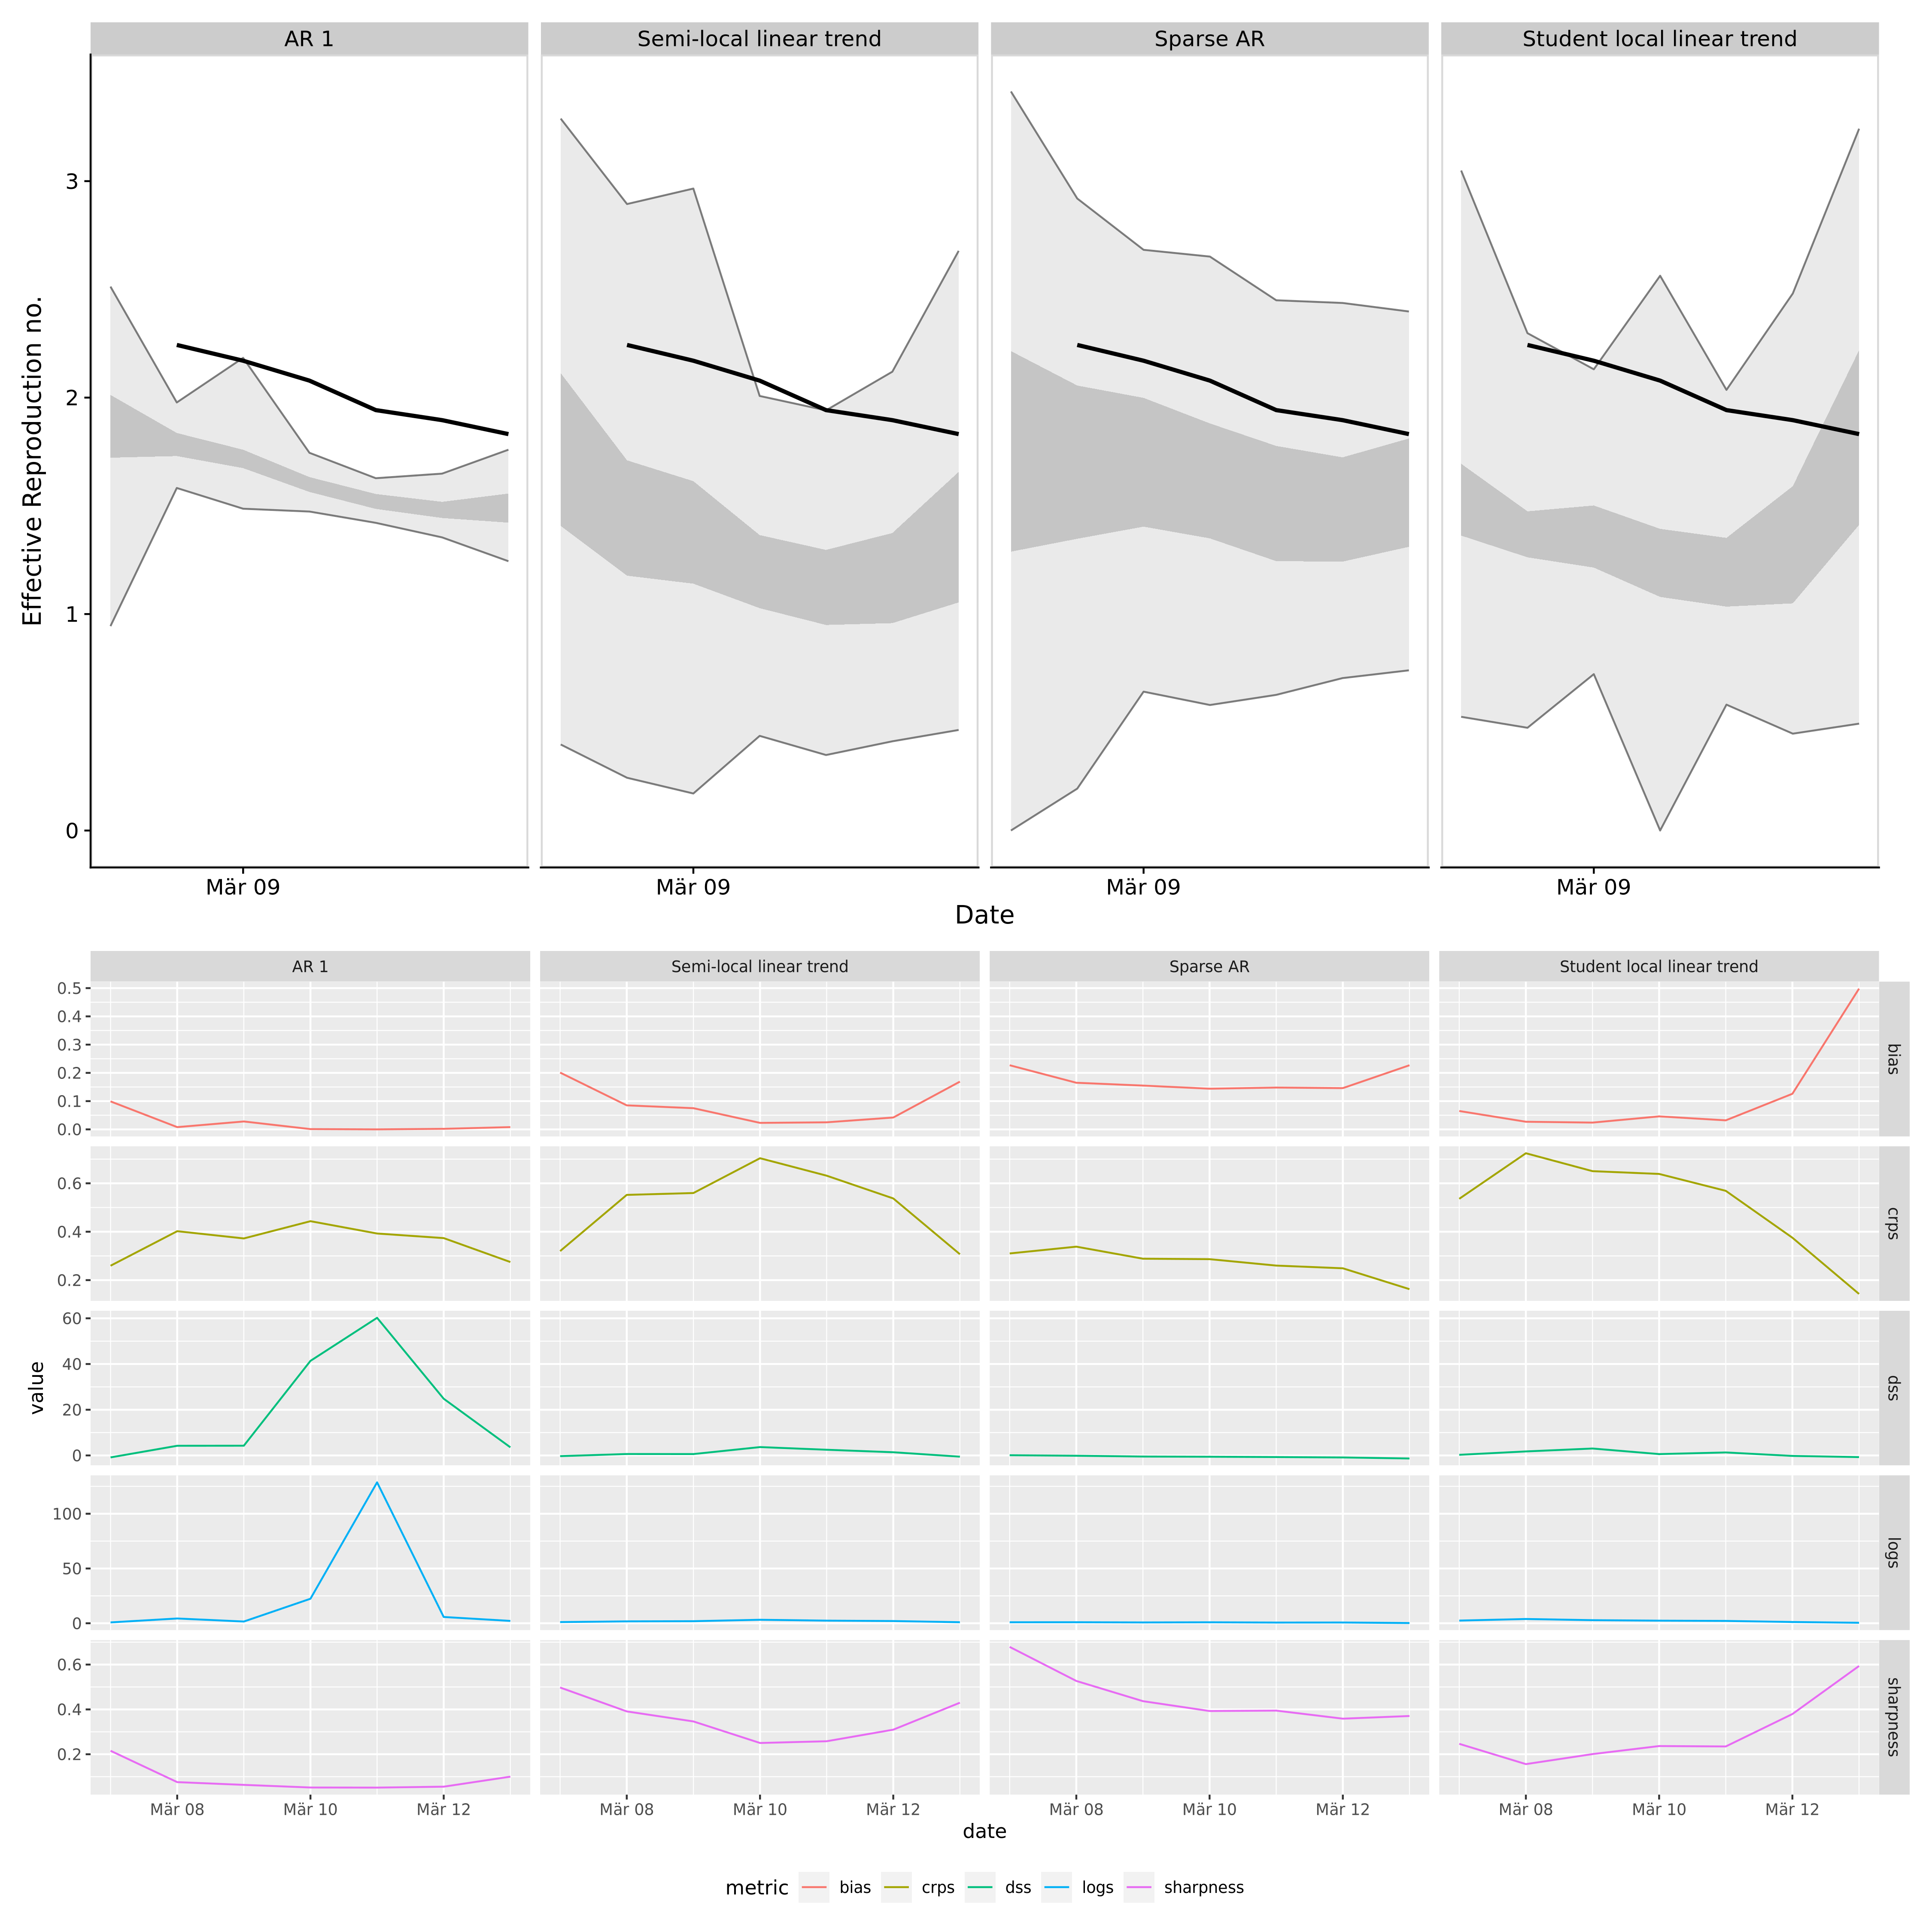 AR 1 Semi-local linear trend Sparse AR Student local linear trend
Effective Reproduction no.
3
2
1
0
Mär 09 Mär 09 Mär 09 Mär 09
Date
AR 1 Semi-local linear trend Sparse AR Student local linear trend
0.5
0.4
0.3
0.2
0.1
0.0
bias
0.6
0.4
0.2
crps
value
60
40
20
0
dss
100
50
0
logs
0.6
0.4
0.2
sharpness
Mär 08 Mär 10 Mär 12 Mär 08 Mär 10 Mär 12 Mär 08 Mär 10 Mär 12 Mär 08 Mär 10 Mär 12
date
metric bias crps dss logs sharpness